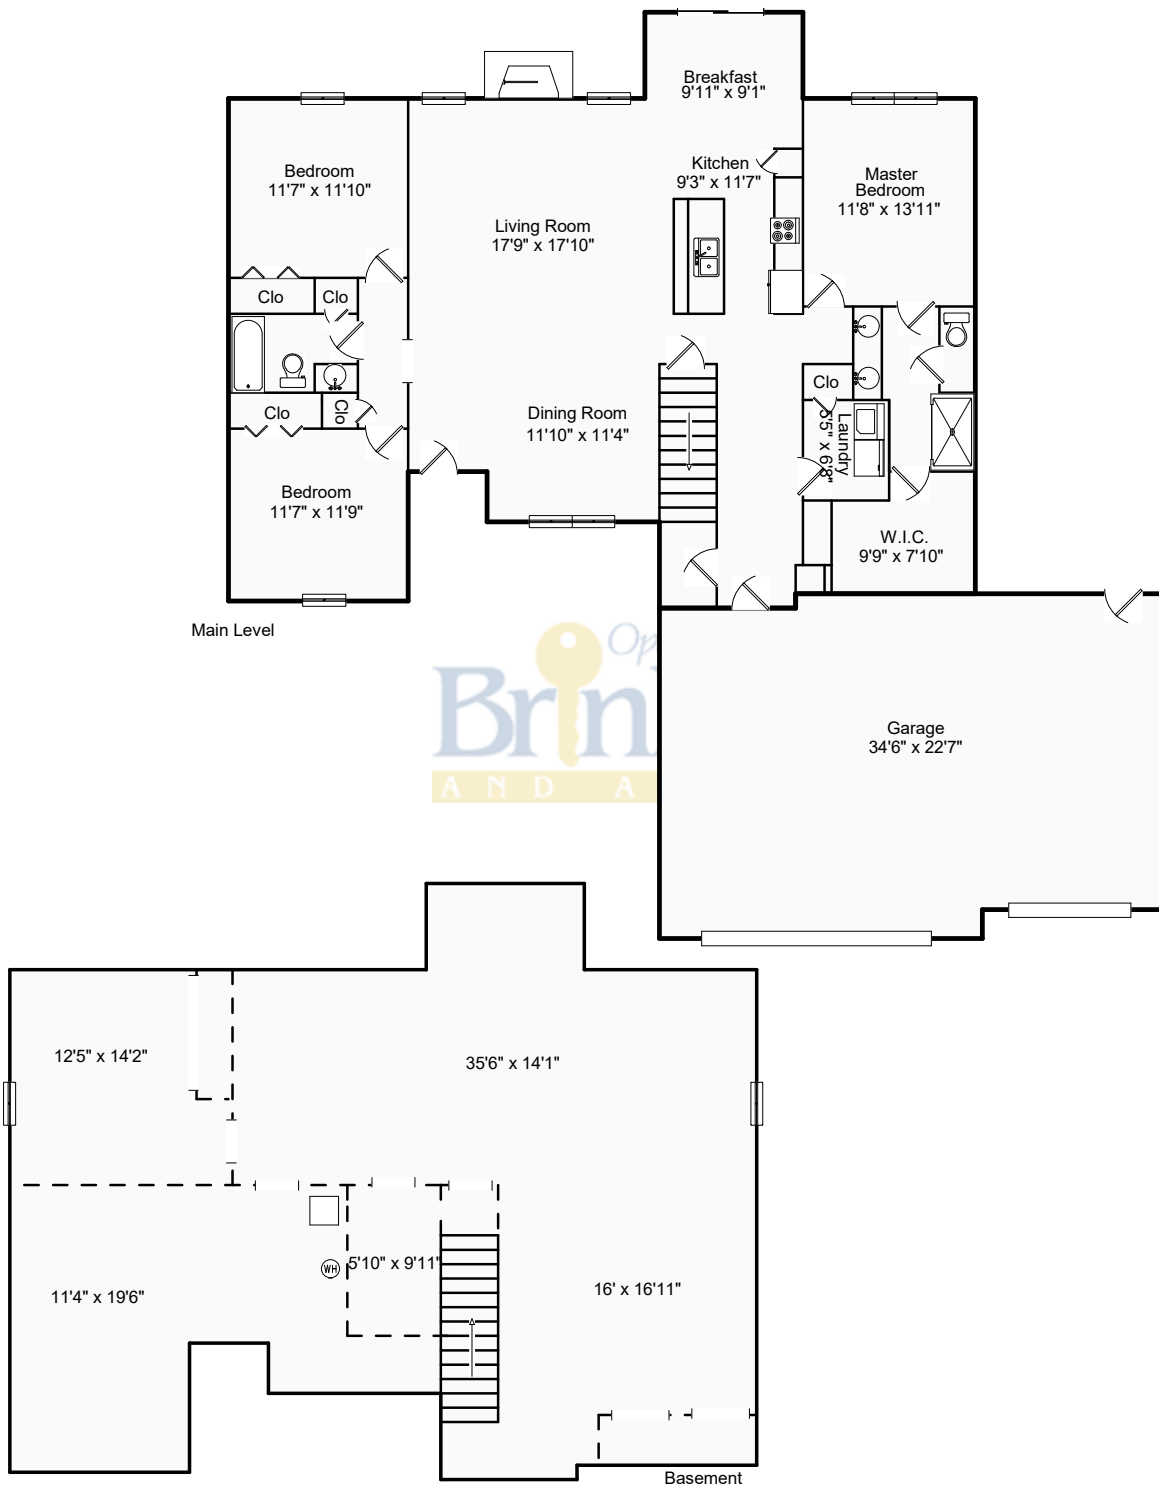 Breakfast
9'11" x 9'1"
Bedroom
11'7" x 11'10"
Kitchen
9'3" x 11'7"
Master
Bedroom
11'8" x 13'11"
Living Room
17'9" x 17'10"
Clo
Clo
Clo
Clo
Clo
Dining Room
11'10" x 11'4"
Laundry
5'5" x 6'8"
Bedroom
11'7" x 11'9"
W.I.C.
9'9" x 7'10"
Main Level
Op
Brin
AND A
Garage
34'6" x 22'7"
12'5" x 14'2"
35'6" x 14'1"
WH
5'10" x 9'11"
11'4" x 19'6"
16' x 16'11"
Basement